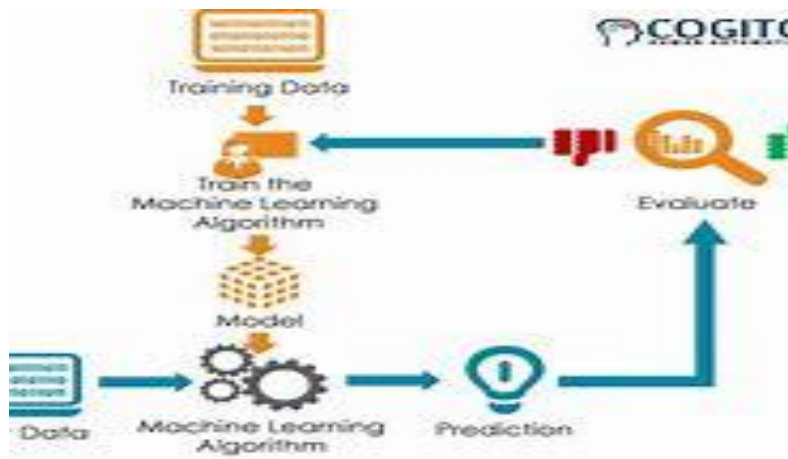 COGITO
Training Data
Train the
Machine Learning
Algorithm
Evaluate
Model
Data
Machine Learning
Algorithm
Prediction